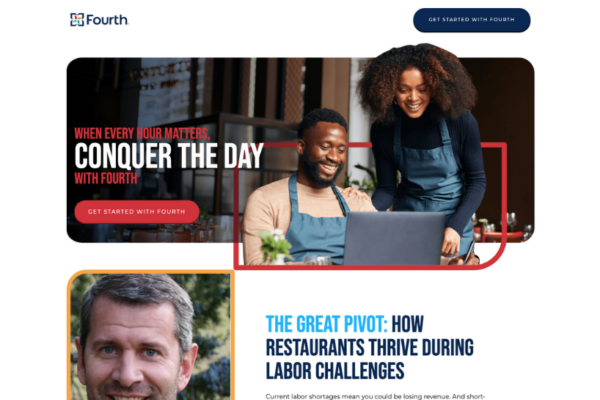 Fourth
GET STARTED WITH FOURTH
WHEN EVERY HOUR MATTERS,
CONQUER THE DAY
WITH FOURTH
GET STARTED WITH FOURTH
THE GREAT PIVOT: HOW
RESTAURANTS THRIVE DURING
LABOR CHALLENGES
Current labor shortages mean you could be losing revenue. And short-